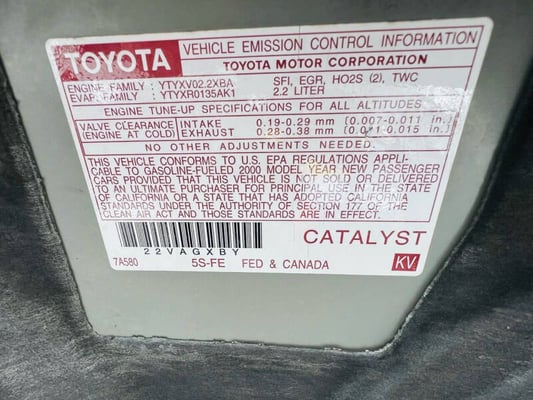 TOYOTA VEHICLE EMISSION CONTROL INFORMATION
TOYOTA MOTOR CORPORATION
ENGINE FAMILY : YTYXV02.2XBA SFI, EGR, HO2S (2), TWC
EVAP. FAMILY : YTYXR0135AK1 2.2 LITER
ENGINE TUNE-UP SPECIFICATIONS FOR ALL ALTITUDES
VALVE CLEARANCE INTAKE 0.19-0.29 mm (0.007-0.011 in.)
(ENGINE AT COLD) EXHAUST 0.28-0.38 mm (0.011-0.015 in.)
NO OTHER ADJUSTMENTS NEEDED.
THIS VEHICLE CONFORMS TO U.S. EPA REGULATIONS APPLI-
CABLE TO GASOLINE-FUELED 2000 MODEL YEAR NEW PASSENGER
CARS PROVIDED THAT THIS VEHICLE IS NOT SOLD OR DELIVERED
TO AN ULTIMATE PURCHASER FOR PRINCIPAL USE IN THE STATE
OF CALIFORNIA OR A STATE THAT HAS ADOPTED CALIFORNIA
STANDARDS UNDER THE AUTHORITY OF SECTION 177 OF THE
CLEAN AIR ACT AND THOSE STANDARDS ARE IN EFFECT.
22VAGXBY CATALYST
7A580 5S-FE FED & CANADA KV